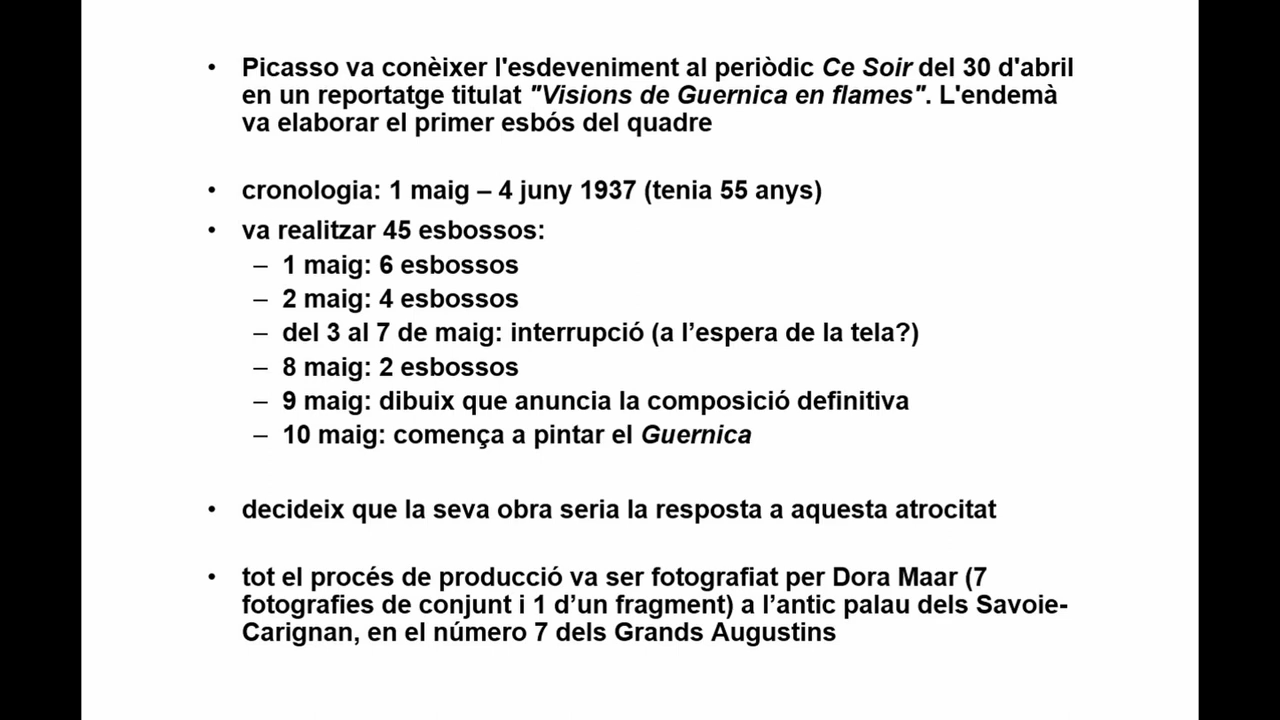 • Picasso va conèixer l'esdeveniment al periòdic Ce Soir del 30 d'abril
en un reportatge titulat "Visions de Guernica en flames". L'endemà
va elaborar el primer esbós del quadre
• cronologia: 1 maig – 4 juny 1937 (tenia 55 anys)
• va realitzar 45 esbossos:
– 1 maig: 6 esbossos
– 2 maig: 4 esbossos
– del 3 al 7 de maig: interrupció (a l’espera de la tela?)
– 8 maig: 2 esbossos
– 9 maig: dibuix que anuncia la composició definitiva
– 10 maig: comença a pintar el Guernica
• decideix que la seva obra seria la resposta a aquesta atrocitat
• tot el procés de producció va ser fotografiat per Dora Maar (7
fotografies de conjunt i 1 d’un fragment) a l’antic palau dels Savoie-
Carignan, en el número 7 dels Grands Augustins